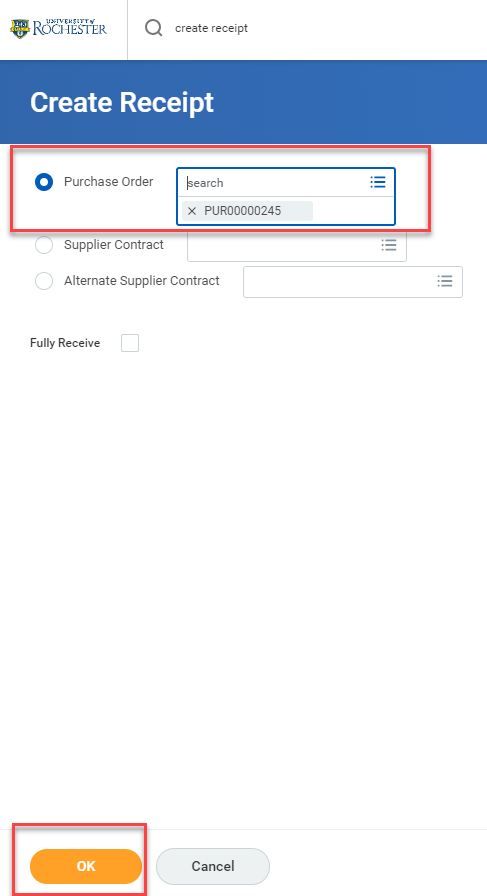 UNIVERSITY of
ROCHESTER
create receipt
Create Receipt
Purchase Order
search
× PUR00000245
Supplier Contract
Alternate Supplier Contract
Fully Receive
OK
Cancel